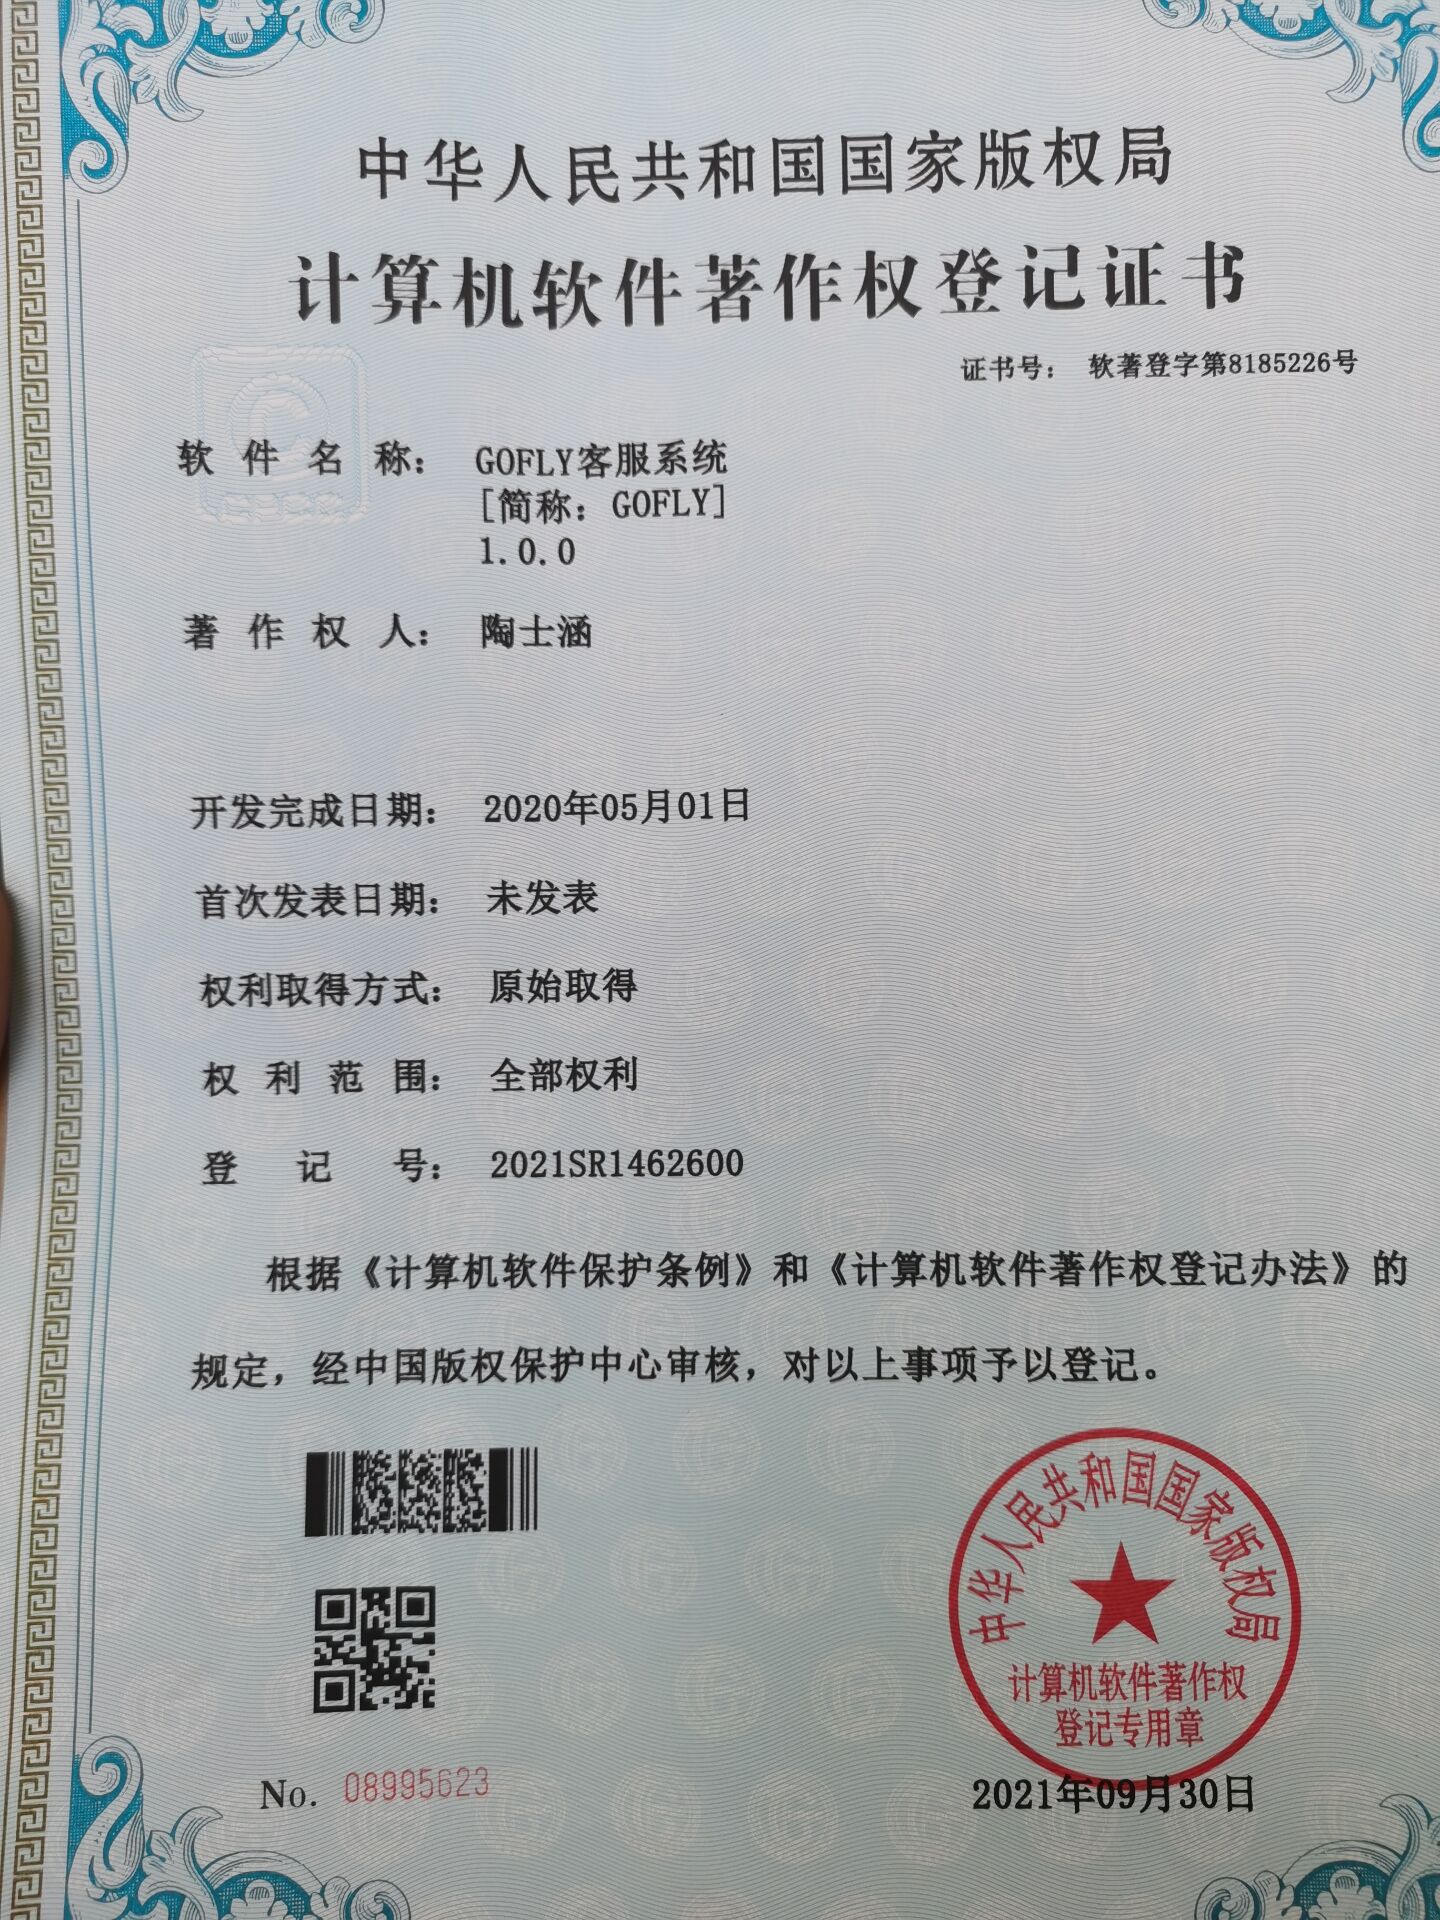 中华人民共和国国家版权局
计算机软件著作权登记证书
证书号： 软著登字第8185226号
软件名称： GOFLY客服系统
[简称：GOFLY]
1.0.0
著作权人： 陶士涵
开发完成日期： 2020年05月01日
首次发表日期： 未发表
权利取得方式： 原始取得
权利范围： 全部权利
登记号： 2021SR1462600
根据《计算机软件保护条例》和《计算机软件著作权登记办法》的
规定，经中国版权保护中心审核，对以上事项予以登记。
中华人民共和国国家版权局
计算机软件著作权
登记专用章
No. 08995623
2021年09月30日